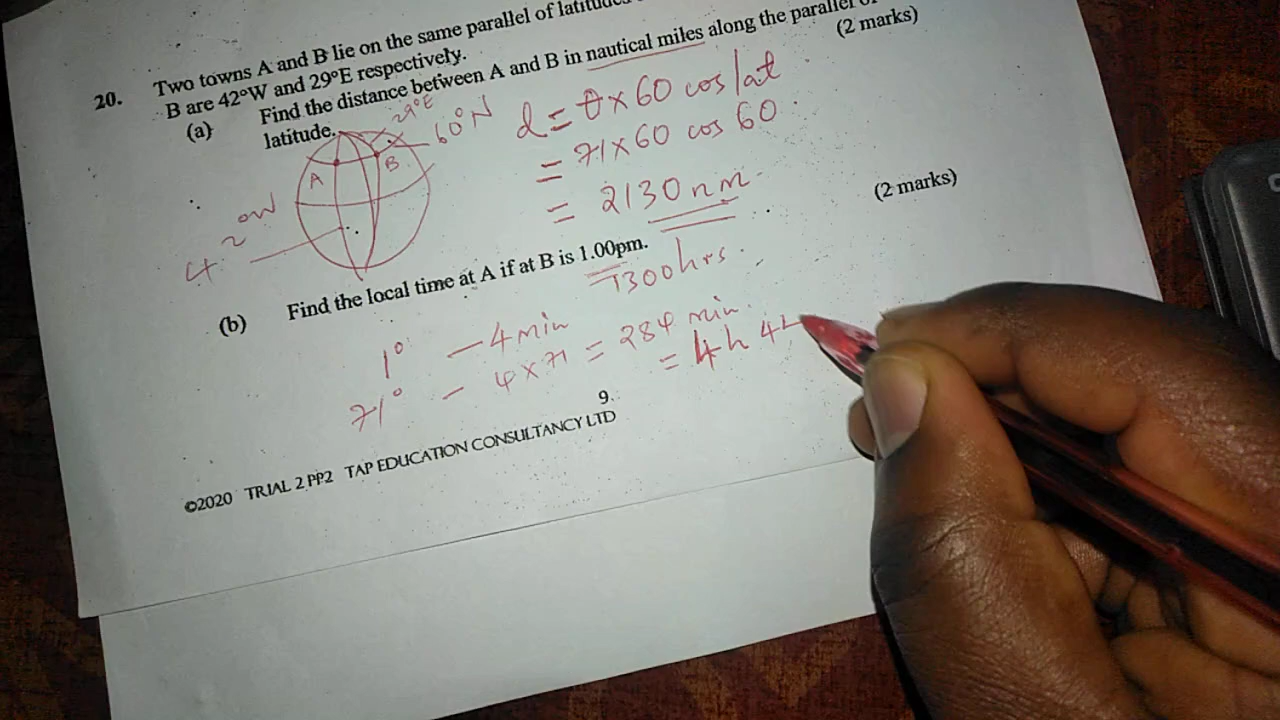 20. Two towns A and B lie on the same parallel of latitude
B are 42°W and 29°E respectively.
(a) Find the distance between A and B in nautical miles along the parallel
latitude. (2 marks)
29°E
60°N
A
B
42°W
d = θ × 60 cos lat
= 71 × 60 cos 60
= 2130 nm
(2 marks)
(b) Find the local time at A if at B is 1.00pm.
1300hrs
1° — 4 min
71° — 4 × 71 = 284 min
= 4h 44
9.
©2020 TRIAL 2 PP2 TAP EDUCATION CONSULTANCY LTD